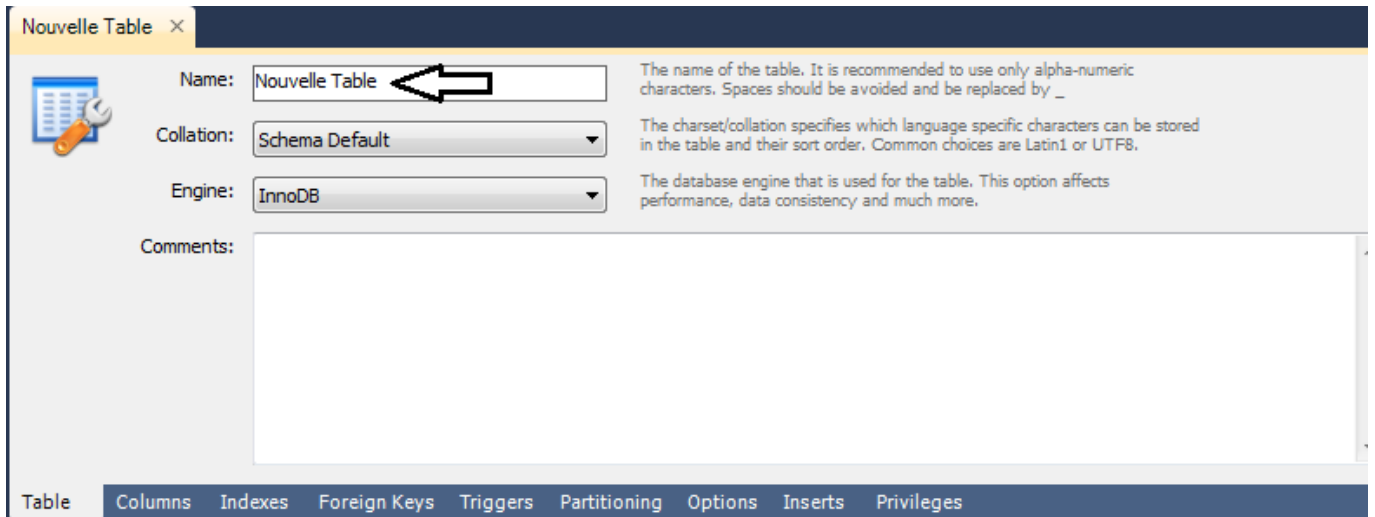 Nouvelle Table ×
Name:
Nouvelle Table
The name of the table. It is recommended to use only alpha-numeric
characters. Spaces should be avoided and be replaced by _
Collation:
Schema Default
The charset/collation specifies which language specific characters can be stored
in the table and their sort order. Common choices are Latin1 or UTF8.
Engine:
InnoDB
The database engine that is used for the table. This option affects
performance, data consistency and much more.
Comments:
Table Columns Indexes Foreign Keys Triggers Partitioning Options Inserts Privileges